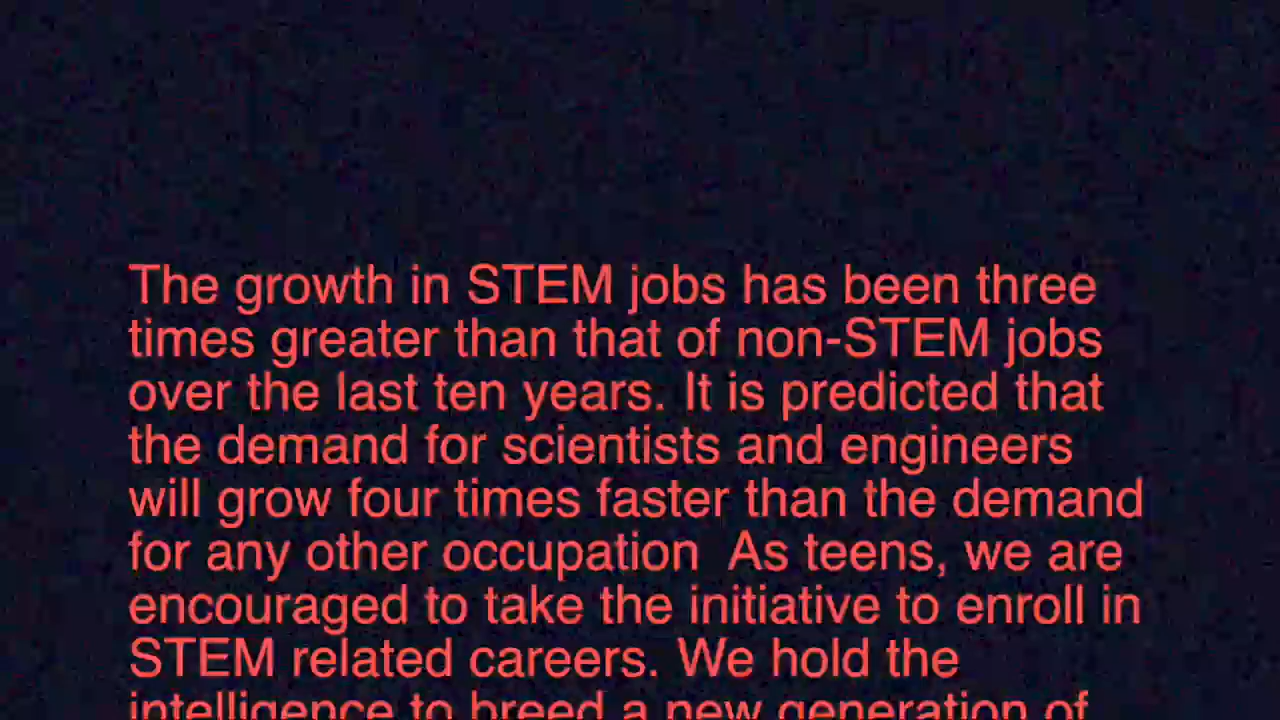 The growth in STEM jobs has been three
times greater than that of non-STEM jobs
over the last ten years. It is predicted that
the demand for scientists and engineers
will grow four times faster than the demand
for any other occupation  As teens, we are
encouraged to take the initiative to enroll in
STEM related careers. We hold the
intelligence to breed a new generation of